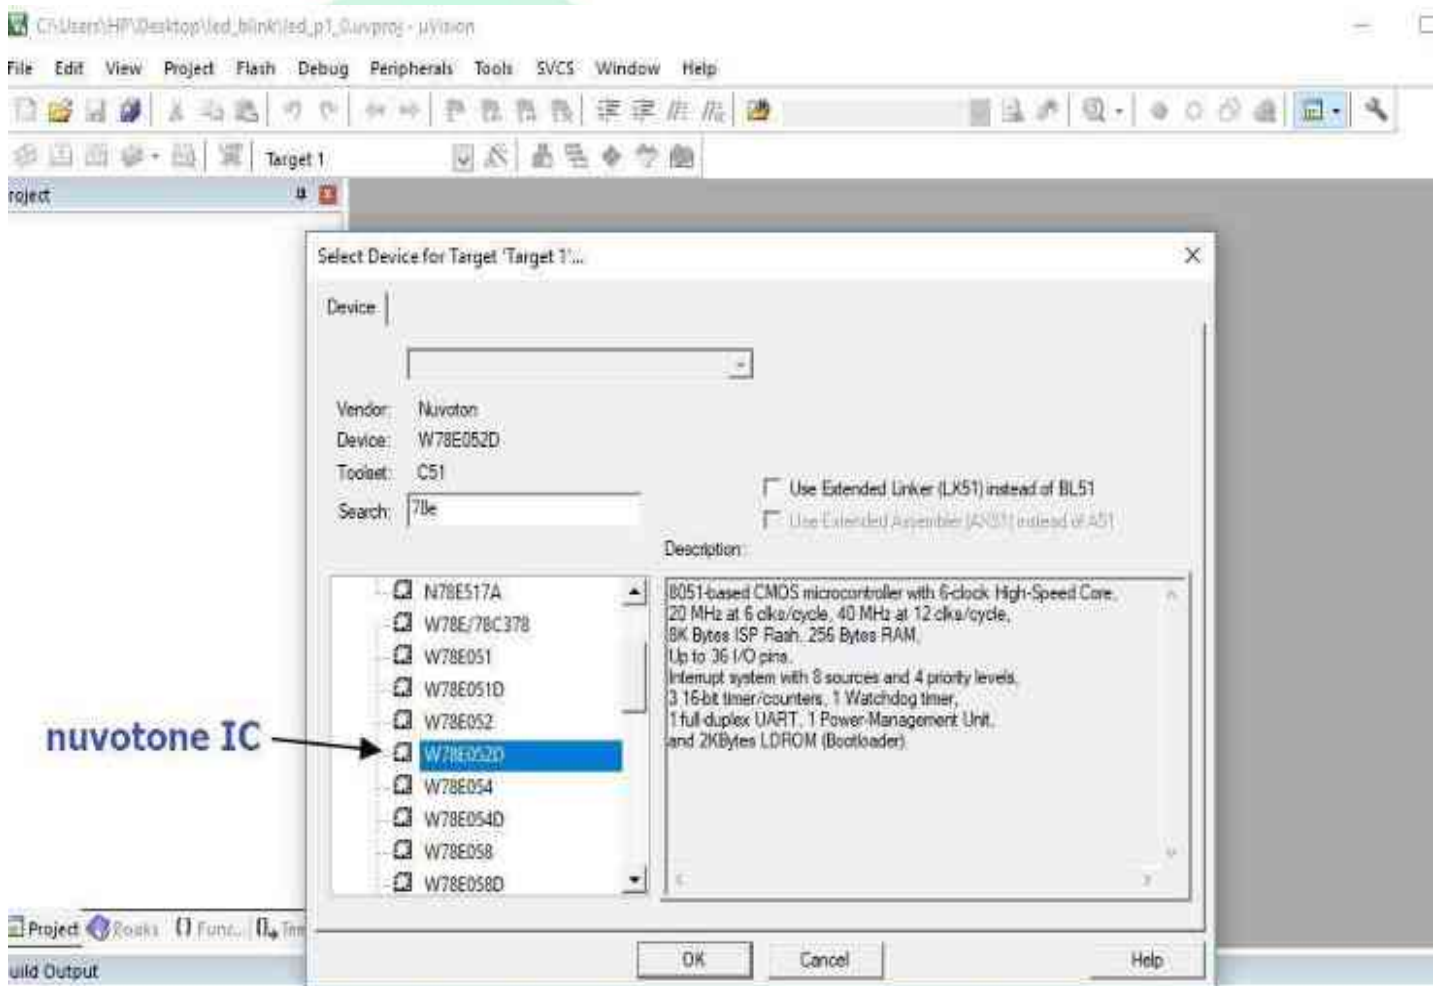 C:\Users\HP\Desktop\led_blink\led_p1_0.uvproj - µVision
File Edit View Project Flash Debug Peripherals Tools SVCS Window Help
Target 1
roject
Select Device for Target 'Target 1'...
Device
Vendor: Nuvoton
Device: W78E052D
Toolset: C51
Search: 78e
Use Extended Linker (LX51) instead of BL51
Use Extended Assembler (AX51) instead of A51
Description:
N78E517A
W78E/78C378
W78E051
W78E051D
W78E052
W78E052D
W78E054
W78E054D
W78E058
W78E058D
8051-based CMOS microcontroller with 6-clock High-Speed Core,
20 MHz at 6 clks/cycle, 40 MHz at 12 clks/cycle,
8K Bytes ISP Flash, 256 Bytes RAM,
Up to 36 I/O pins,
Interrupt system with 8 sources and 4 priority levels,
3 16-bit timer/counters, 1 Watchdog timer,
1 full duplex UART, 1 Power-Management Unit,
and 2KBytes LDROM (Bootloader)
nuvotone IC
Project Books {} Func... 0 Tem
OK Cancel Help
uild Output